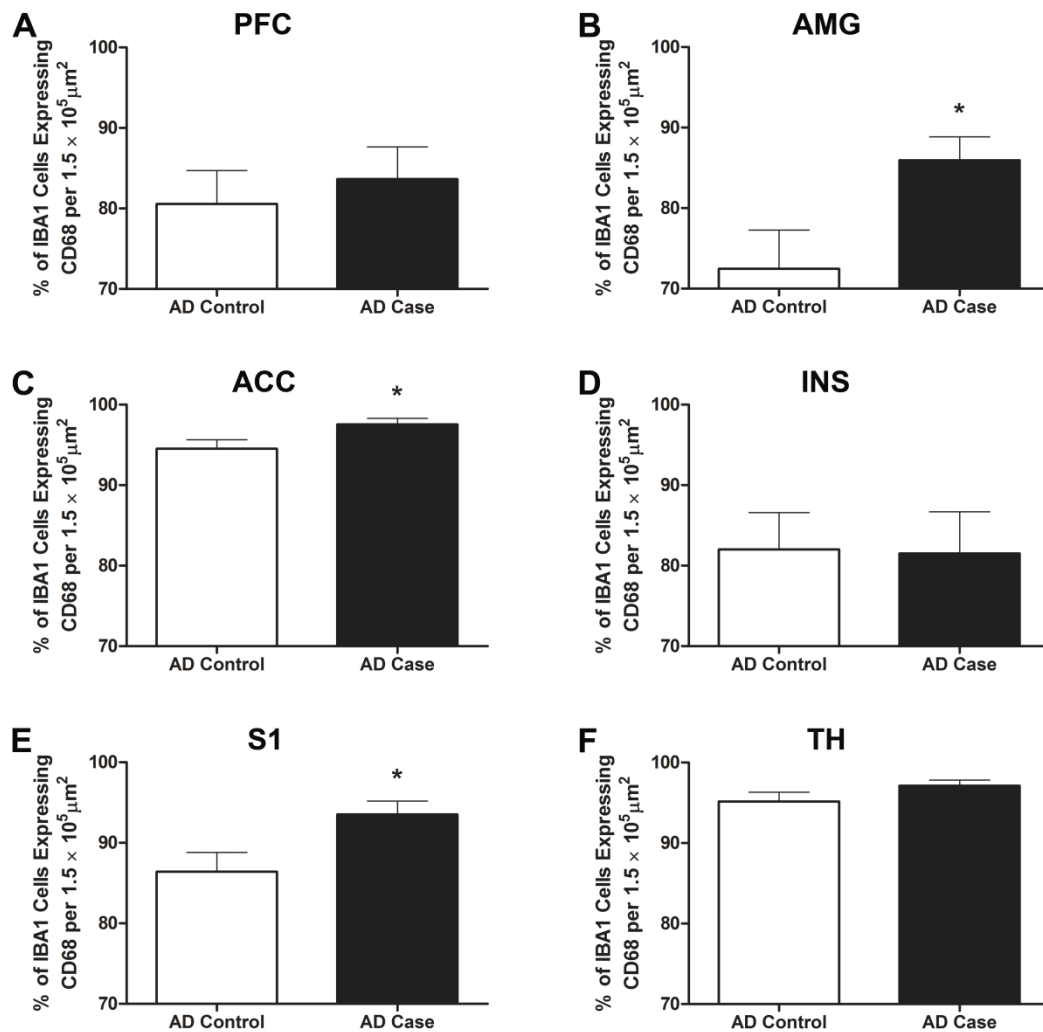 A
PFC
% of IBA1 Cells Expressing
CD68 per 1.5 × 10⁵μm²
100
90
80
70
AD Control
AD Case
B
AMG
% of IBA1 Cells Expressing
CD68 per 1.5 × 10⁵μm²
100
90
80
70
*
AD Control
AD Case
C
ACC
% of IBA1 Cells Expressing
CD68 per 1.5 × 10⁵μm²
100
90
80
70
*
AD Control
AD Case
D
INS
% of IBA1 Cells Expressing
CD68 per 1.5 × 10⁵μm²
100
90
80
70
AD Control
AD Case
E
S1
% of IBA1 Cells Expressing
CD68 per 1.5 × 10⁵μm²
100
90
80
70
*
AD Control
AD Case
F
TH
% of IBA1 Cells Expressing
CD68 per 1.5 × 10⁵μm²
100
90
80
70
AD Control
AD Case